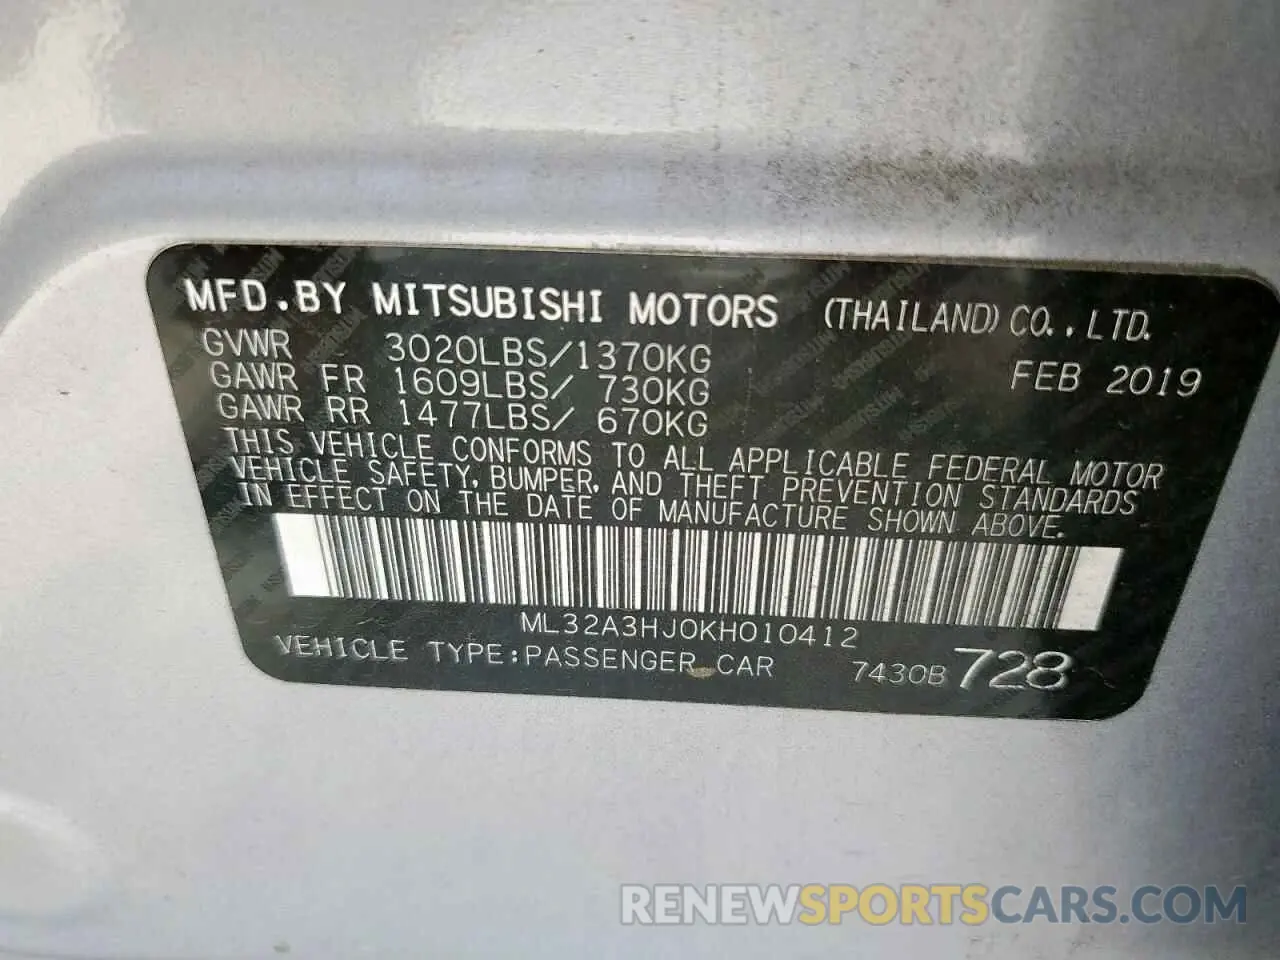 MFD.BY MITSUBISHI MOTORS (THAILAND) CO.,LTD.
GVWR 3020LBS/1370KG FEB 2019
GAWR FR 1609LBS/ 730KG
GAWR RR 1477LBS/ 670KG
THIS VEHICLE CONFORMS TO ALL APPLICABLE FEDERAL MOTOR
VEHICLE SAFETY, BUMPER, AND THEFT PREVENTION STANDARDS
IN EFFECT ON THE DATE OF MANUFACTURE SHOWN ABOVE.
ML32A3HJ0KH010412
VEHICLE TYPE:PASSENGER CAR 7430B 728
RENEWSPORTSCARS.COM